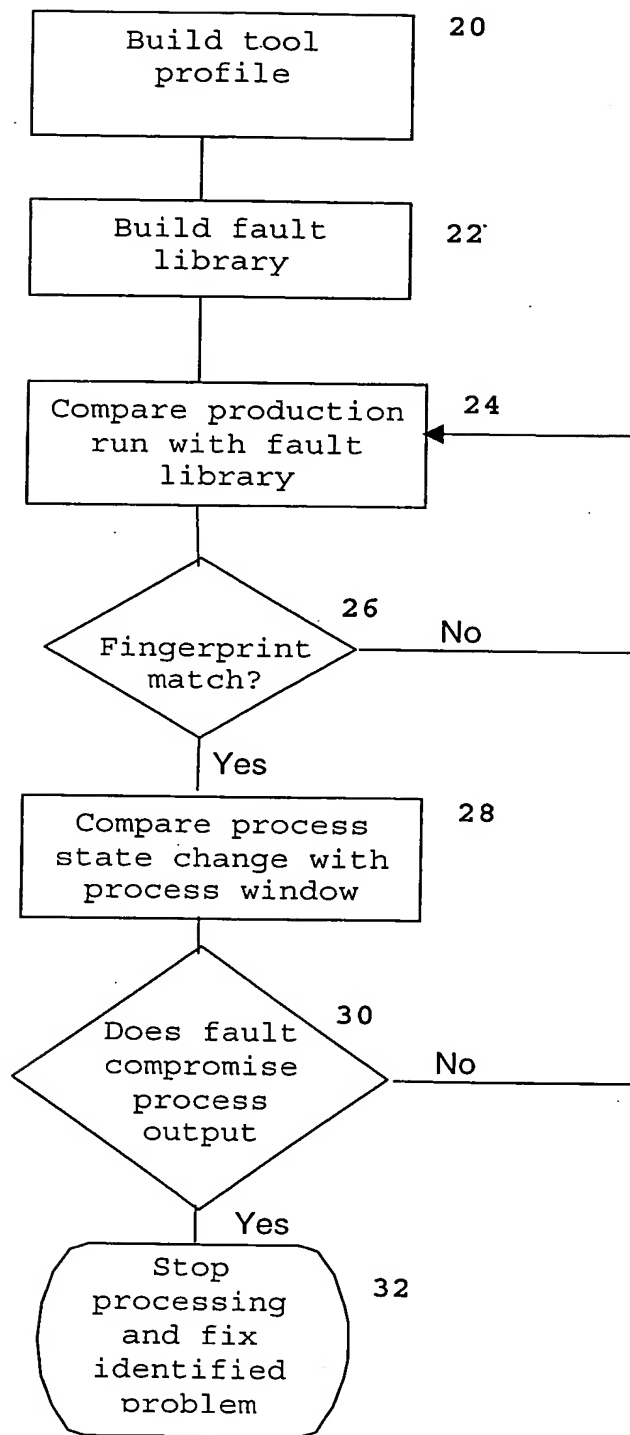 Build tool
profile
20
Build fault
library
22
Compare production
run with fault
library
24
Fingerprint
match?
26
No
Yes
Compare process
state change with
process window
28
Does fault
compromise
process
output
30
No
Yes
Stop
processing
and fix
identified
problem
32